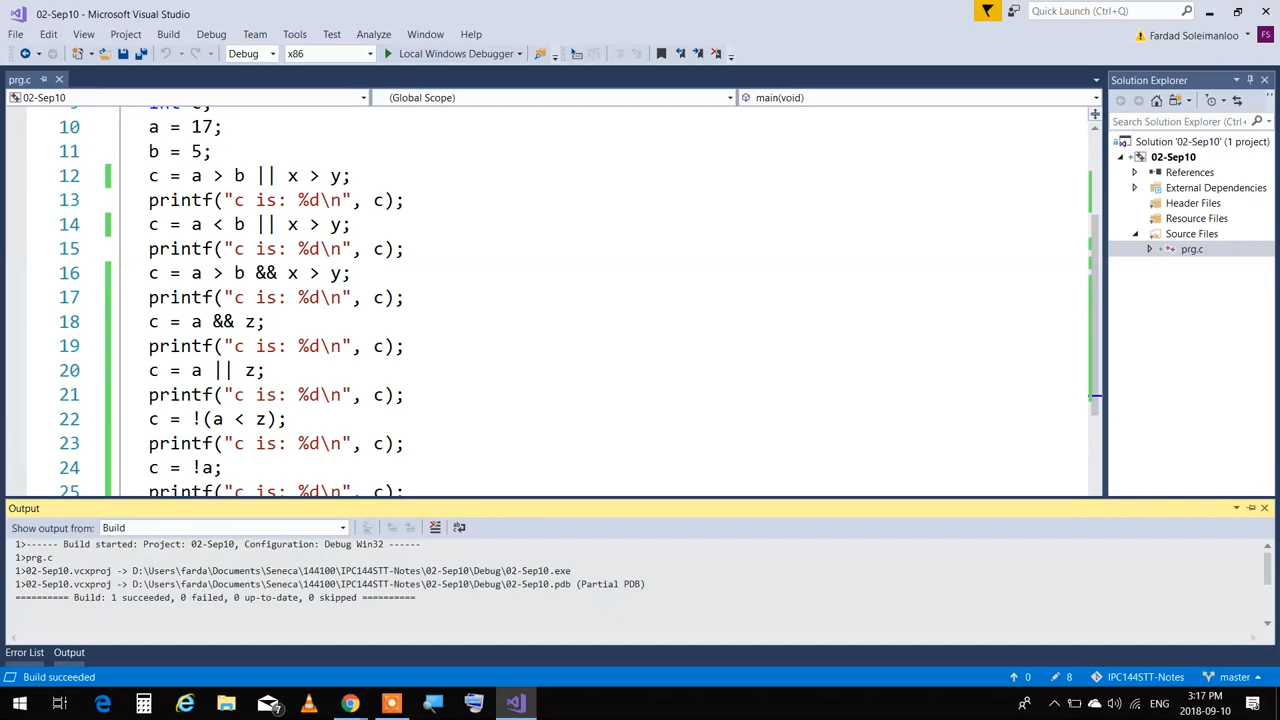 02-Sep10 - Microsoft Visual Studio
Quick Launch (Ctrl+Q)
File Edit View Project Build Debug Team Tools Test Analyze Window Help
Fardad Soleimanloo
FS
Debug x86 Local Windows Debugger
prg.c
02-Sep10 (Global Scope) main(void)
10 a = 17;
11 b = 5;
12 c = a > b || x > y;
13 printf("c is: %d\n", c);
14 c = a < b || x > y;
15 printf("c is: %d\n", c);
16 c = a > b && x > y;
17 printf("c is: %d\n", c);
18 c = a && z;
19 printf("c is: %d\n", c);
20 c = a || z;
21 printf("c is: %d\n", c);
22 c = !(a < z);
23 printf("c is: %d\n", c);
24 c = !a;
25 printf("c is: %d\n", c);
Solution Explorer
Search Solution Explorer (Ctrl+
Solution '02-Sep10' (1 project)
02-Sep10
References
External Dependencies
Header Files
Resource Files
Source Files
prg.c
Output
Show output from: Build
1>------ Build started: Project: 02-Sep10, Configuration: Debug Win32 ------
1>prg.c
1>02-Sep10.vcxproj -> D:\Users\farda\Documents\Seneca\144100\IPC144STT-Notes\02-Sep10\Debug\02-Sep10.exe
1>02-Sep10.vcxproj -> D:\Users\farda\Documents\Seneca\144100\IPC144STT-Notes\02-Sep10\Debug\02-Sep10.pdb (Partial PDB)
========== Build: 1 succeeded, 0 failed, 0 up-to-date, 0 skipped ==========
Error List Output
Build succeeded
0 8 IPC144STT-Notes master
7
ENG
3:17 PM
2018-09-10